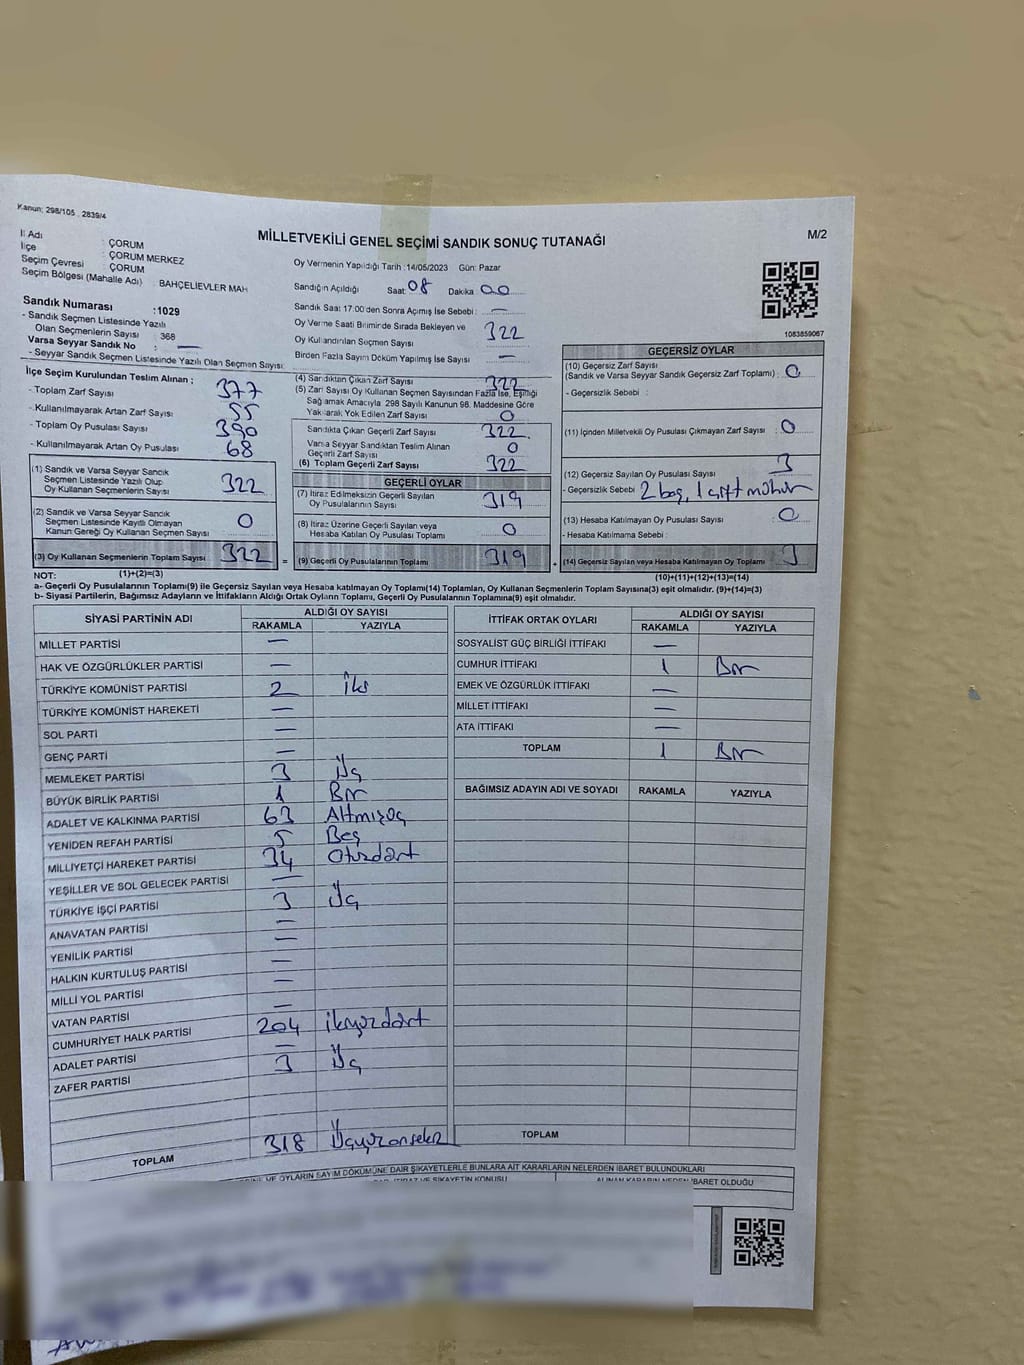 Kanun: 298/105 . 2839/4
MİLLETVEKİLİ GENEL SEÇİMİ SANDIK SONUÇ TUTANAĞI
M/2
İl Adı : ÇORUM
İlçe : ÇORUM MERKEZ
Seçim Çevresi : ÇORUM
Seçim Bölgesi (Mahalle Adı) : BAHÇELİEVLER MAH
Sandık Numarası :1029
- Sandık Seçmen Listesinde Yazılı
Olan Seçmenlerin Sayısı : 368
Varsa Seyyar Sandık No : —
- Seyyar Sandık Seçmen Listesinde Yazılı Olan Seçmen Sayısı:
Oy Vermenin Yapıldığı Tarih :14/05/2023 Gün: Pazar
Sandığın Açıldığı Saat 08 Dakika 00
Sandık Saat 17.00'den Sonra Açılmış İse Sebebi : —
Oy Verme Saati Bitiminde Sırada Bekleyen ve
Oy Kullandırılan Seçmen Sayısı 322
Birden Fazla Sayım Döküm Yapılmış İse Sayısı —
1083859067
İlçe Seçim Kurulundan Teslim Alınan ;
- Toplam Zarf Sayısı 377
- Kullanılmayarak Artan Zarf Sayısı 55
- Toplam Oy Pusulası Sayısı 390
- Kullanılmayarak Artan Oy Pusulası 68
(1) Sandık ve Varsa Seyyar Sandık
Seçmen Listesinde Yazılı Olup
Oy Kullanan Seçmenlerin Sayısı 322
(2) Sandık ve Varsa Seyyar Sandık
Seçmen Listesinde Kayıtlı Olmayan
Kanun Gereği Oy Kullanan Seçmen Sayısı 0
(3) Oy Kullanan Seçmenlerin Toplam Sayısı 322 =
(1)+(2)=(3)
(4) Sandıktan Çıkan Zarf Sayısı 322
(5) Zarf Sayısı Oy Kullanan Seçmen Sayısından Fazla İse, Eşitliği
Sağlamak Amacıyla 298 Sayılı Kanunun 98. Maddesine Göre
Yakılarak Yok Edilen Zarf Sayısı 0
Sandıkta Çıkan Geçerli Zarf Sayısı 322
Varsa Seyyar Sandıktan Teslim Alınan
Geçerli Zarf Sayısı 0
(6) Toplam Geçerli Zarf Sayısı 322
GEÇERLİ OYLAR
(7) İtiraz Edilmeksizin Geçerli Sayılan
Oy Pusulalarının Sayısı 319
(8) İtiraz Üzerine Geçerli Sayılan veya
Hesaba Katılan Oy Pusulası Toplamı 0
(9) Geçerli Oy Pusulalarının Toplamı 319 +
GEÇERSİZ OYLAR
(10) Geçersiz Zarf Sayısı
(Sandık ve Varsa Seyyar Sandık Geçersiz Zarf Toplamı) : 0
- Geçersizlik Sebebi :
(11) İçinden Milletvekili Oy Pusulası Çıkmayan Zarf Sayısı : 0
(12) Geçersiz Sayılan Oy Pusulası Sayısı 3
- Geçersizlik Sebebi 2 boş, 1 çift mühür
(13) Hesaba Katılmayan Oy Pusulası Sayısı : 0
- Hesaba Katılmama Sebebi :
(14) Geçersiz Sayılan veya Hesaba Katılmayan Oy Toplamı 3
(10)+(11)+(12)+(13)=(14)
NOT:
a- Geçerli Oy Pusulalarının Toplamı(9) ile Geçersiz Sayılan veya Hesaba katılmayan Oy Toplamı(14) Toplamları, Oy Kullanan Seçmenlerin Toplam Sayısına(3) eşit olmalıdır. (9)+(14)=(3)
b- Siyasi Partilerin, Bağımsız Adayların ve İttifakların Aldığı Ortak Oyların Toplamı, Geçerli Oy Pusulalarının Toplamına(9) eşit olmalıdır.
SİYASİ PARTİNİN ADI ALDIĞI OY SAYISI
RAKAMLA YAZIYLA
MİLLET PARTİSİ —
HAK VE ÖZGÜRLÜKLER PARTİSİ —
TÜRKİYE KOMÜNİST PARTİSİ 2 İki
TÜRKİYE KOMÜNİST HAREKETİ —
SOL PARTİ —
GENÇ PARTİ —
MEMLEKET PARTİSİ 3 Üç
BÜYÜK BİRLİK PARTİSİ 1 Bir
ADALET VE KALKINMA PARTİSİ 63 Altmışüç
YENİDEN REFAH PARTİSİ 5 Beş
MİLLİYETÇİ HAREKET PARTİSİ 34 Otuzdört
YEŞİLLER VE SOL GELECEK PARTİSİ —
TÜRKİYE İŞÇİ PARTİSİ 3 Üç
ANAVATAN PARTİSİ —
YENİLİK PARTİSİ —
HALKIN KURTULUŞ PARTİSİ —
MİLLİ YOL PARTİSİ —
VATAN PARTİSİ —
CUMHURİYET HALK PARTİSİ 204 ikiyüzdört
ADALET PARTİSİ —
ZAFER PARTİSİ 3 Üç
TOPLAM 318 Üçyüzonsekiz
İTTİFAK ORTAK OYLARI ALDIĞI OY SAYISI
RAKAMLA YAZIYLA
SOSYALİST GÜÇ BİRLİĞİ İTTİFAKI —
CUMHUR İTTİFAKI 1 Bir
EMEK VE ÖZGÜRLÜK İTTİFAKI —
MİLLET İTTİFAKI —
ATA İTTİFAKI —
TOPLAM 1 Bir
BAĞIMSIZ ADAYIN ADI VE SOYADI RAKAMLA YAZIYLA
TOPLAM
VE OYLARIN SAYIM DÖKÜMÜNE DAİR ŞİKAYETLERLE BUNLARA AİT KARARLARIN NELERDEN İBARET BULUNDUKLARI